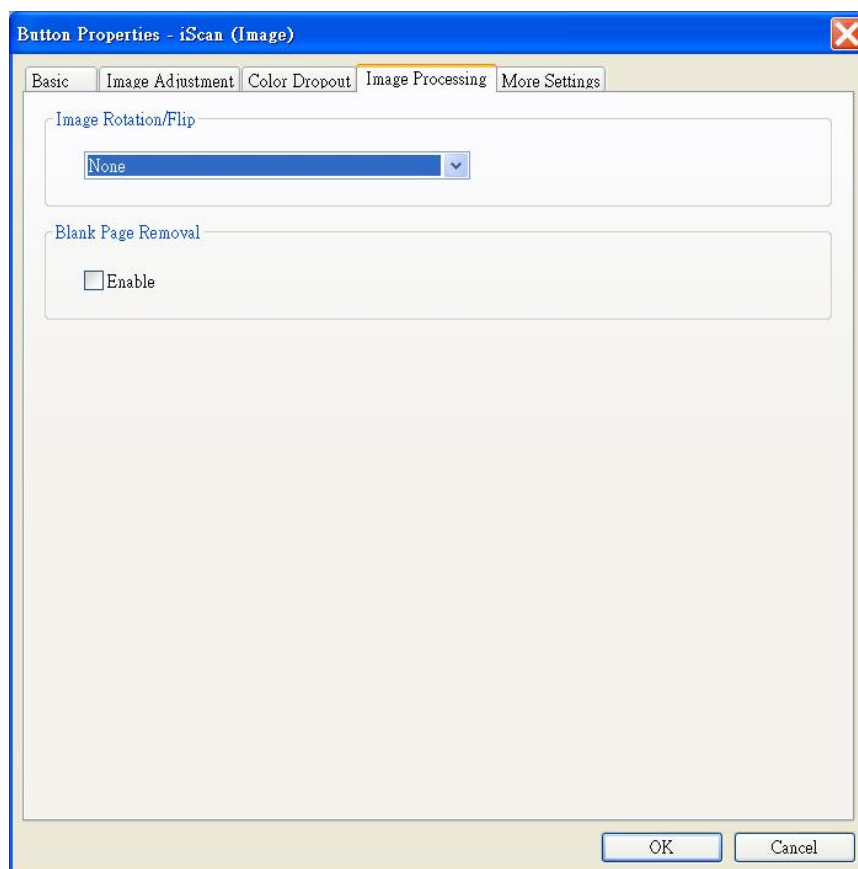 Button Properties - iScan (Image)
Basic Image Adjustment Color Dropout Image Processing More Settings
Image Rotation/Flip
None
Blank Page Removal
Enable
OK Cancel